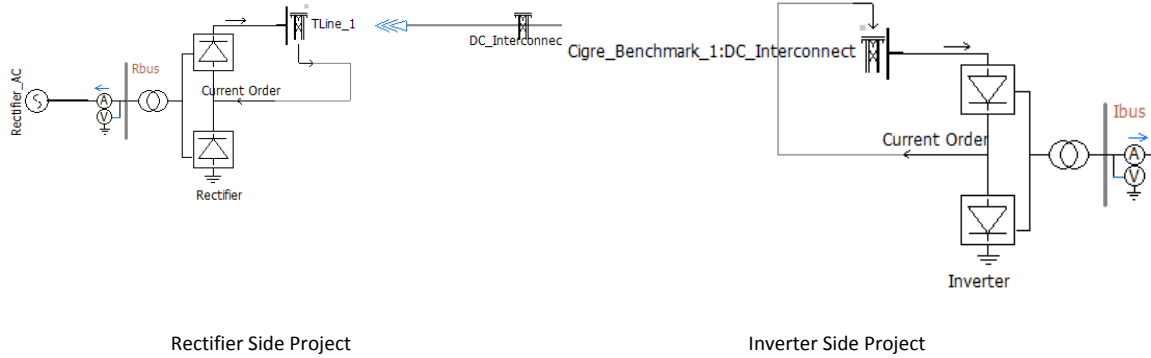 TLine_1
DC_Interconnec
Rbus
Rectifier_AC
A
V
Current Order
Rectifier
Cigre_Benchmark_1:DC_Interconnect
Ibus
Current Order
A
V
Inverter
Rectifier Side Project
Inverter Side Project